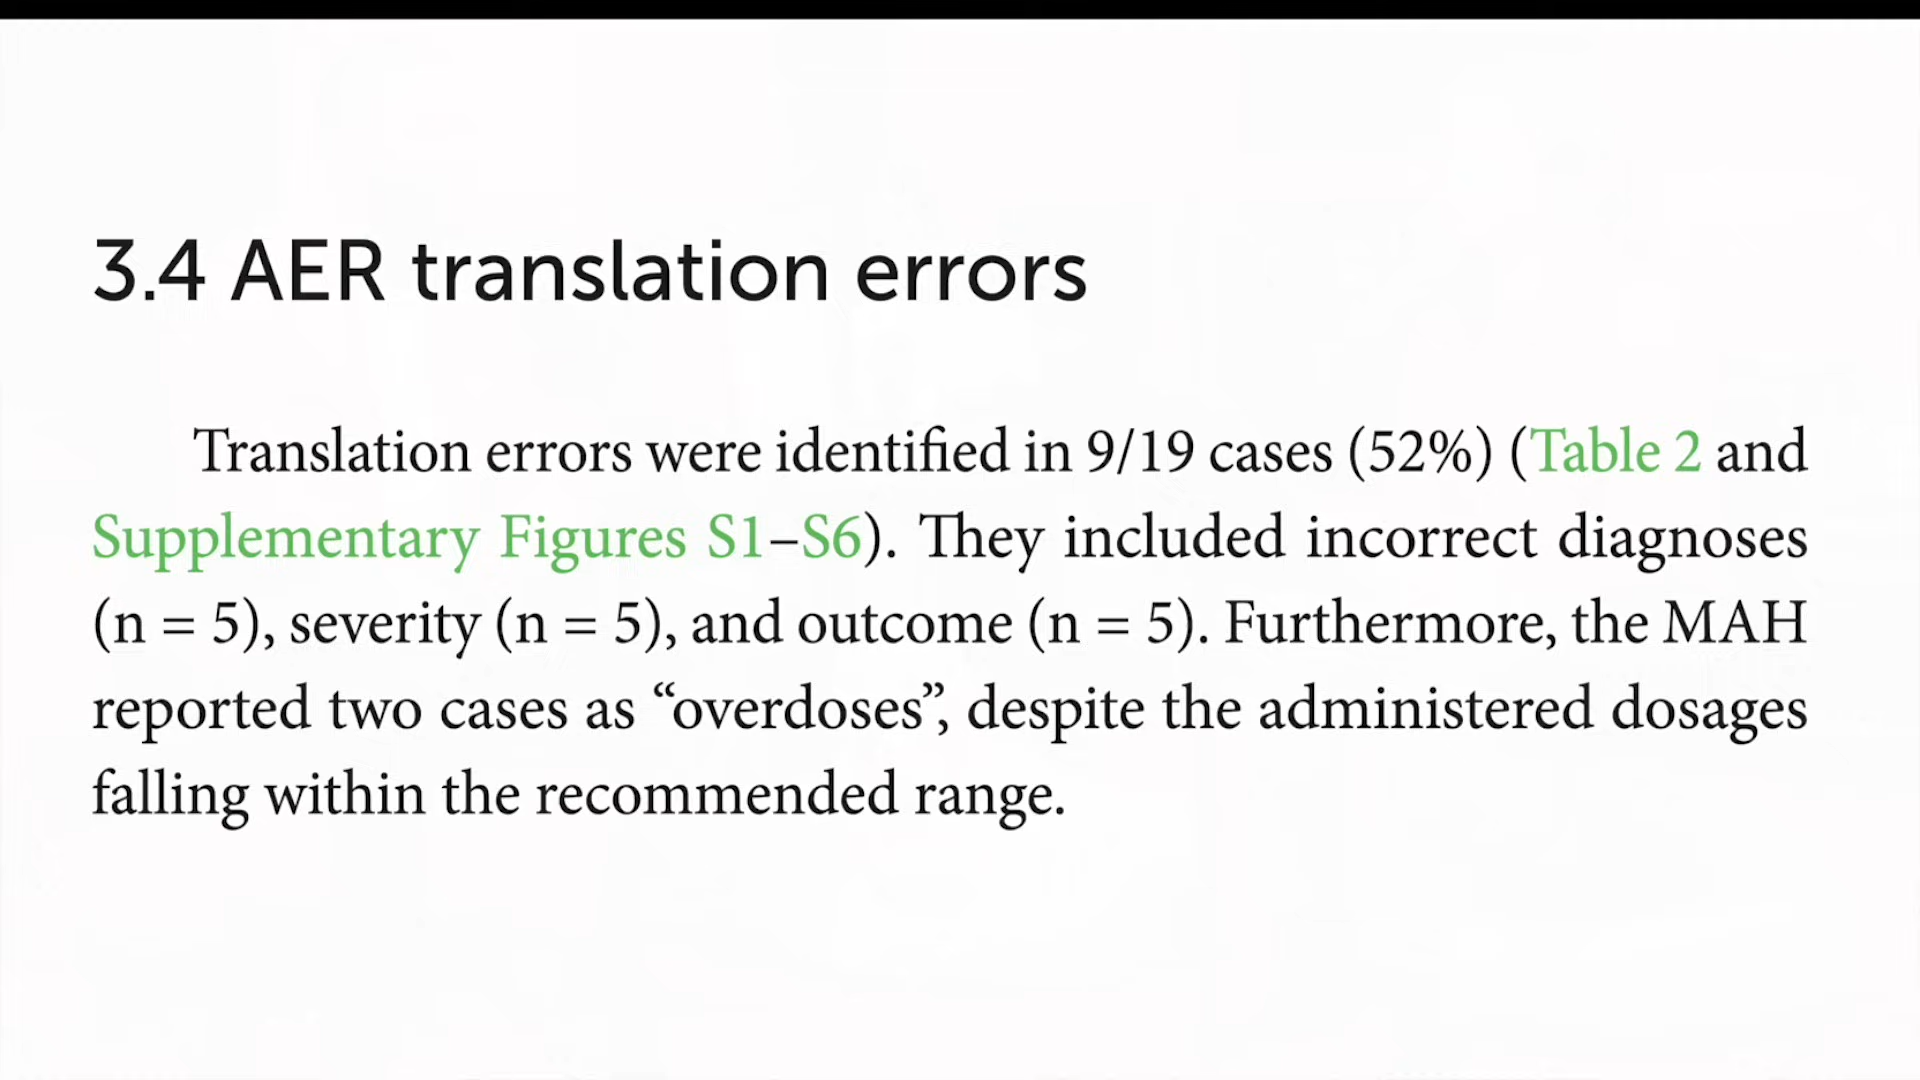 3.4 AER translation errors
Translation errors were identified in 9/19 cases (52%) (Table 2 and
Supplementary Figures S1–S6). They included incorrect diagnoses
(n = 5), severity (n = 5), and outcome (n = 5). Furthermore, the MAH
reported two cases as “overdoses”, despite the administered dosages
falling within the recommended range.